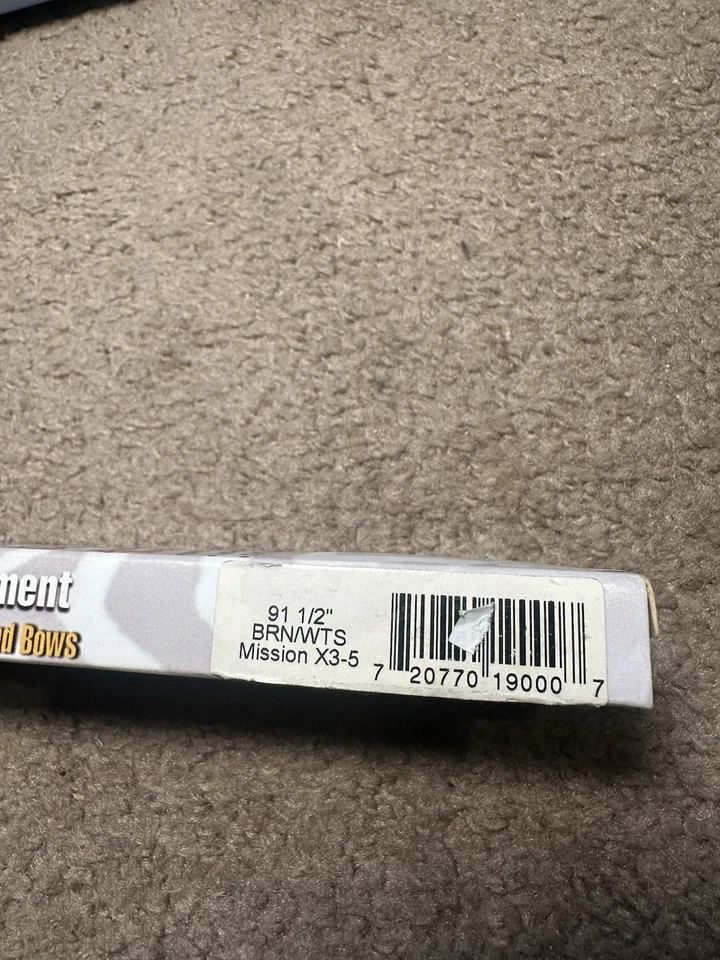 ment
d Bows
91 1/2"
BRN/WTS
Mission X3-5
7 20770 19000 7